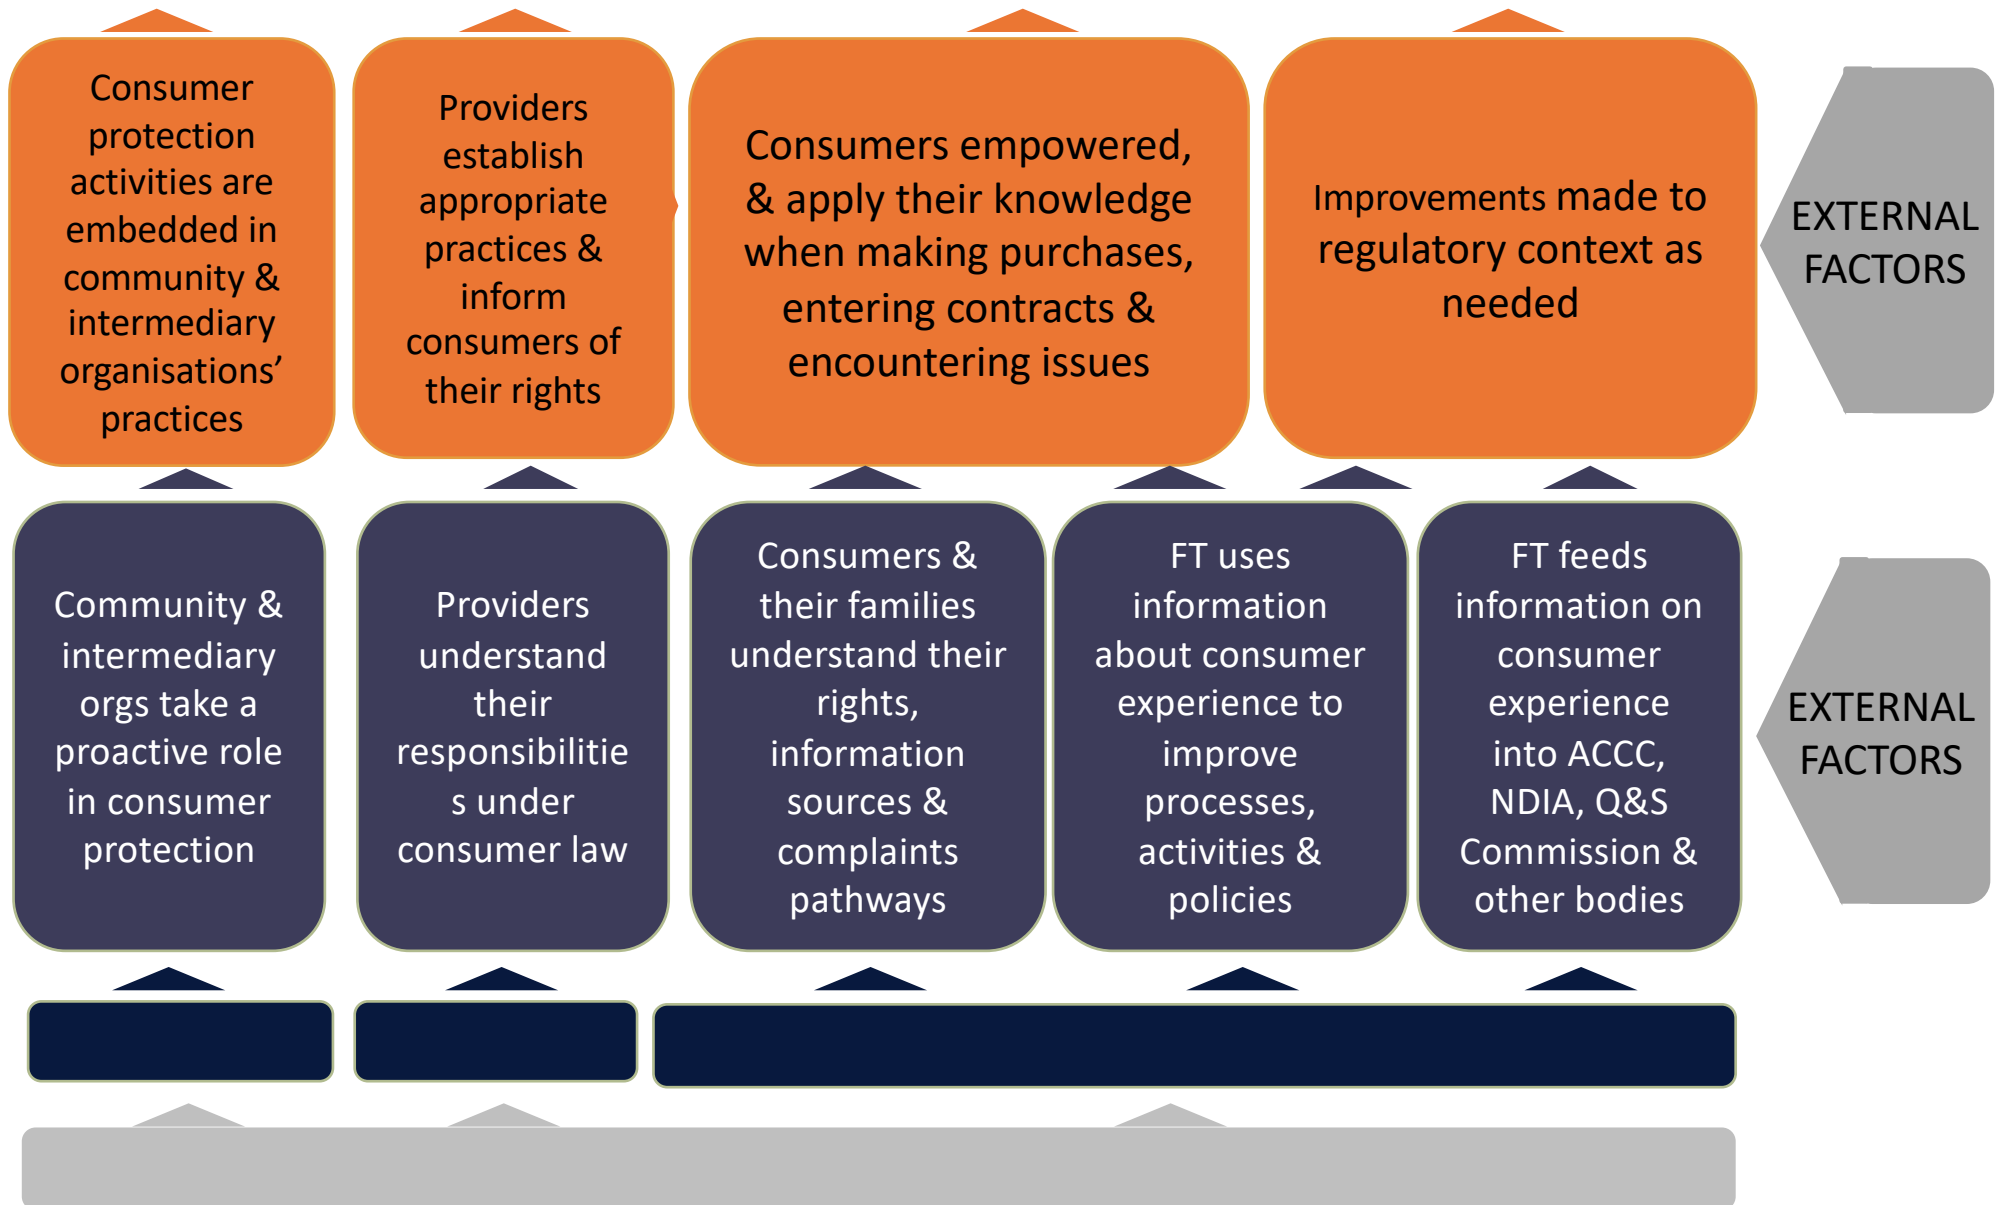 Consumer
protection
activities are
embedded in
community &
intermediary
organisations’
practices
Providers
establish
appropriate
practices &
inform
consumers of
their rights
Consumers empowered,
& apply their knowledge
when making purchases,
entering contracts &
encountering issues
Improvements made to
regulatory context as
needed
EXTERNAL
FACTORS
Community &
intermediary
orgs take a
proactive role
in consumer
protection
Providers
understand
their
responsibilitie
s under
consumer law
Consumers &
their families
understand their
rights,
information
sources &
complaints
pathways
FT uses
information
about consumer
experience to
improve
processes,
activities &
policies
FT feeds
information on
consumer
experience
into ACCC,
NDIA, Q&S
Commission &
other bodies
EXTERNAL
FACTORS